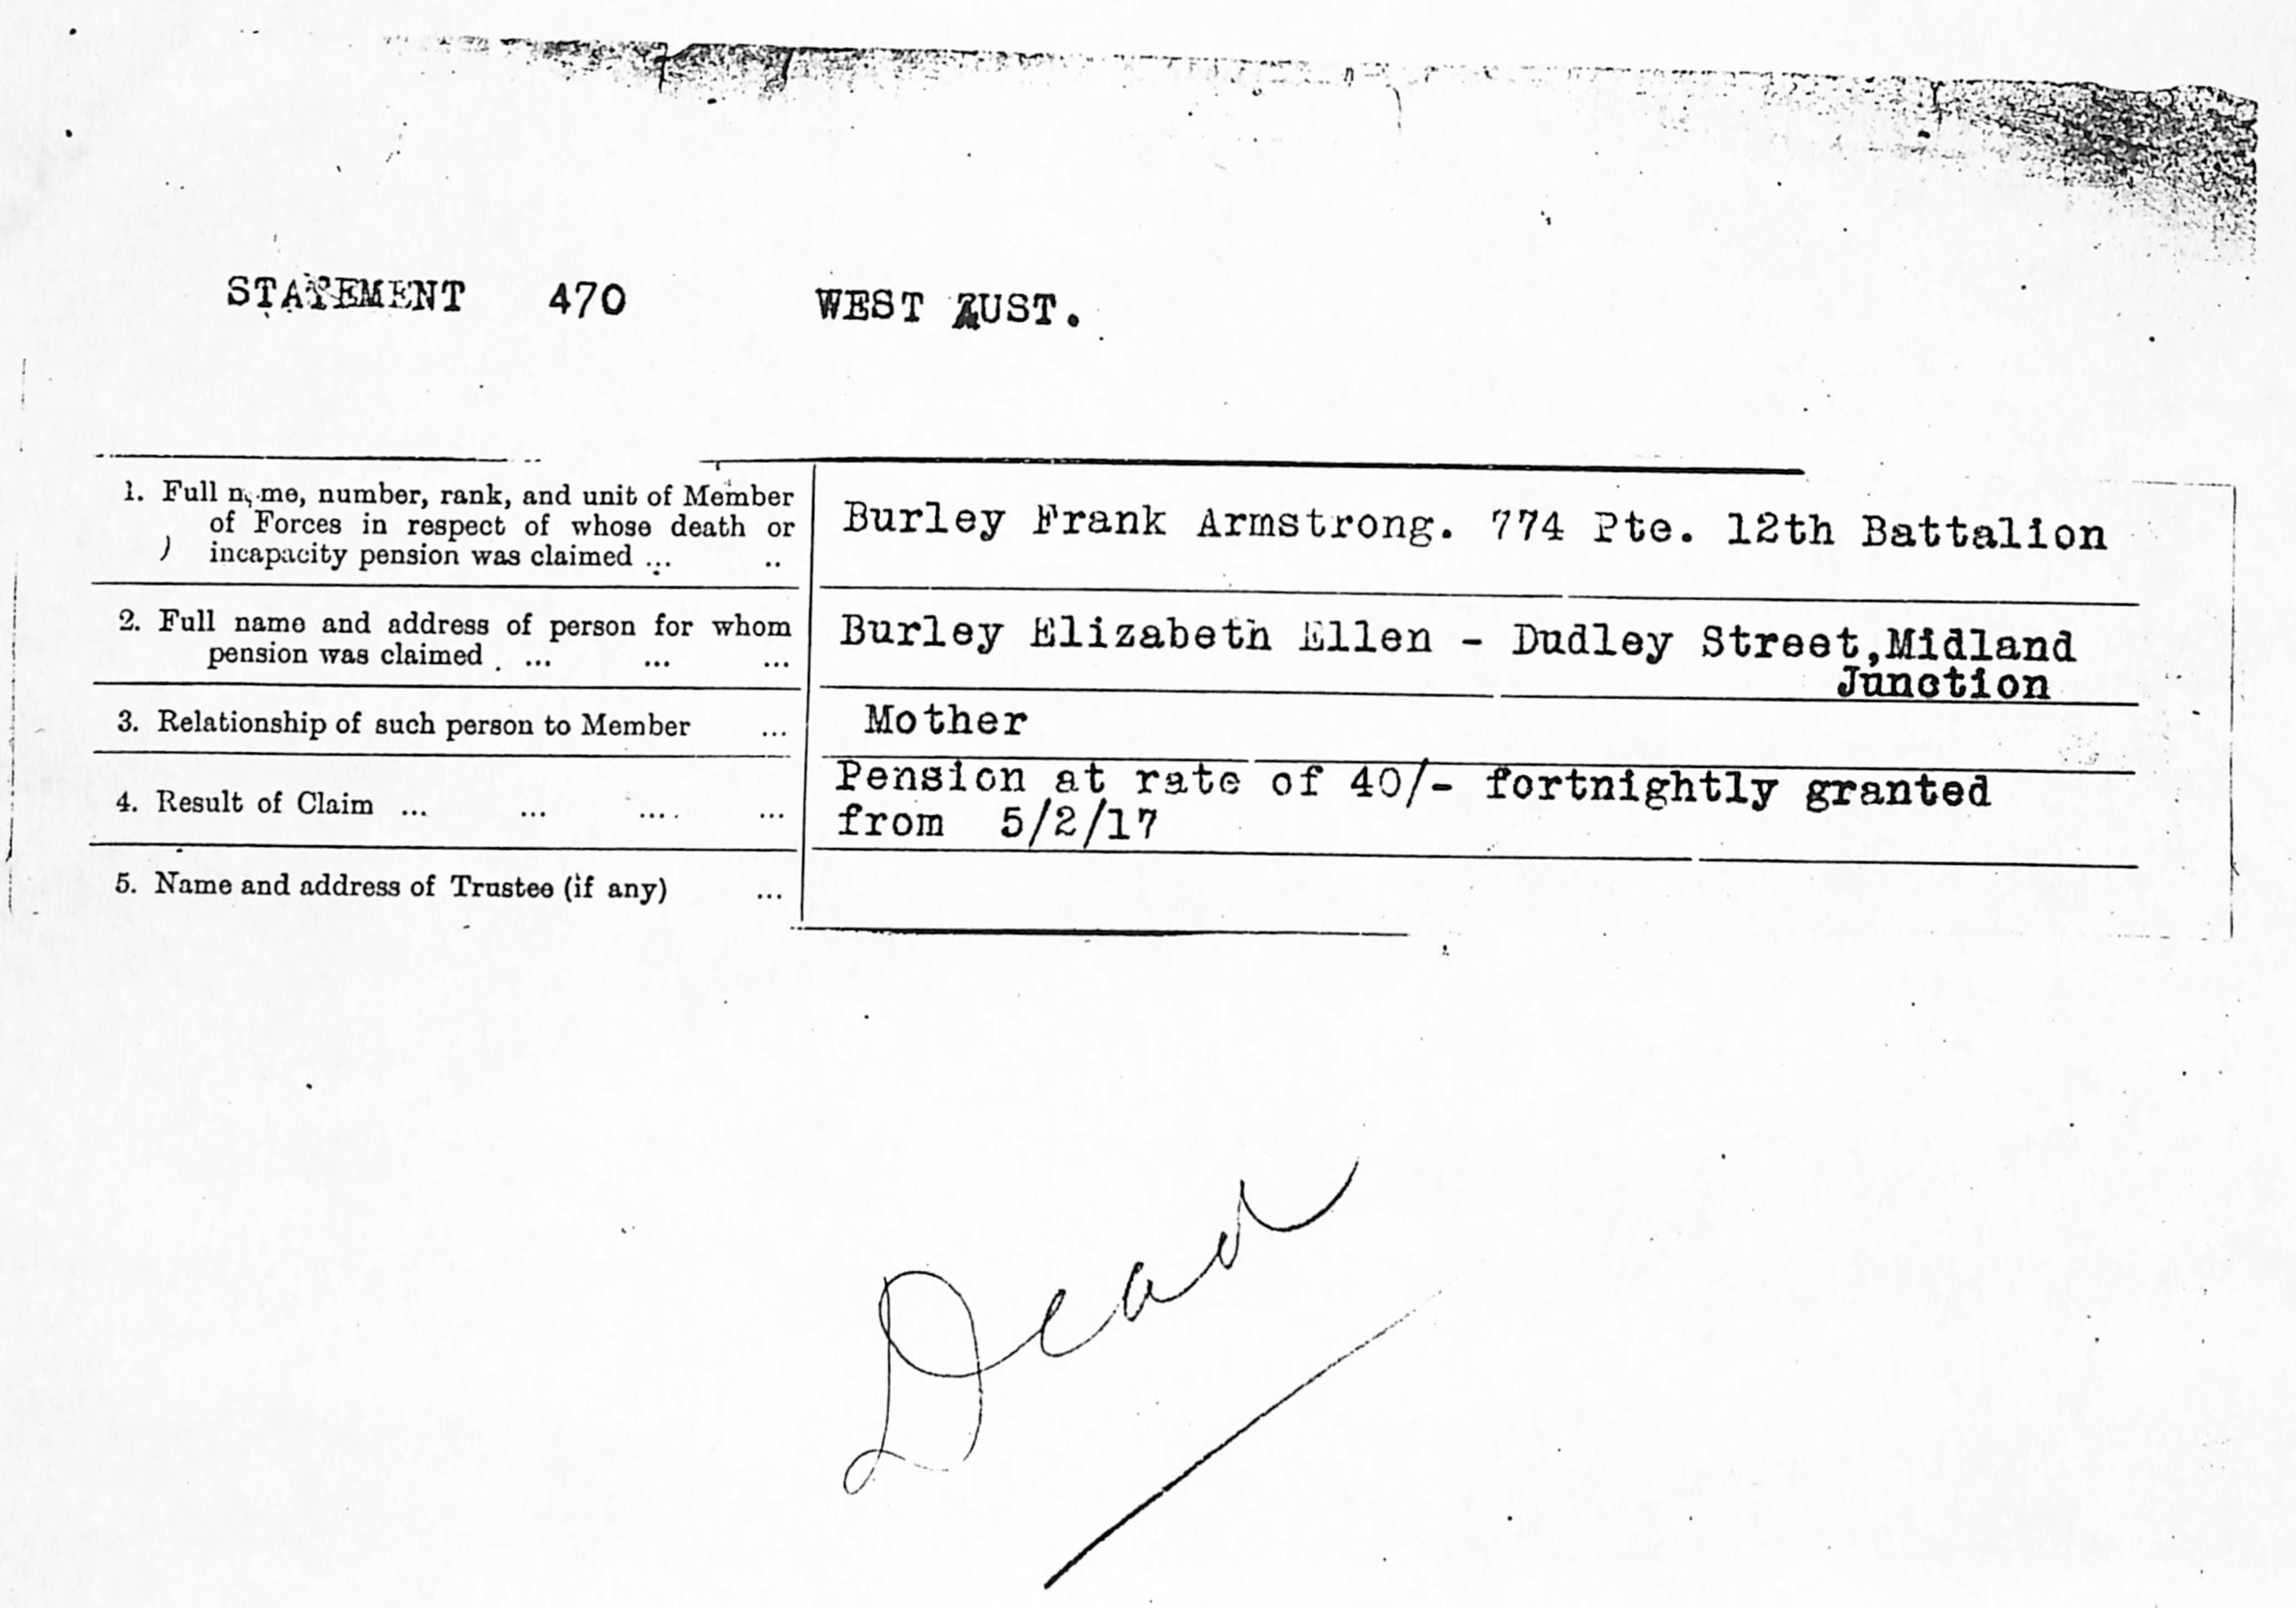 STATEMENT 470 WEST AUST.
1. Full name, number, rank, and unit of Member
of Forces in respect of whose death or
) incapacity pension was claimed ... ..
Burley Frank Armstrong. 774 Pte. 12th Battalion
2. Full name and address of person for whom
pension was claimed . ... ... ...
Burley Elizabeth Ellen - Dudley Street,Midland
Junction
3. Relationship of such person to Member ...
Mother
4. Result of Claim ... ... .... ...
Pension at rate of 40/- fortnightly granted
from 5/2/17
5. Name and address of Trustee (if any) ...
Dead